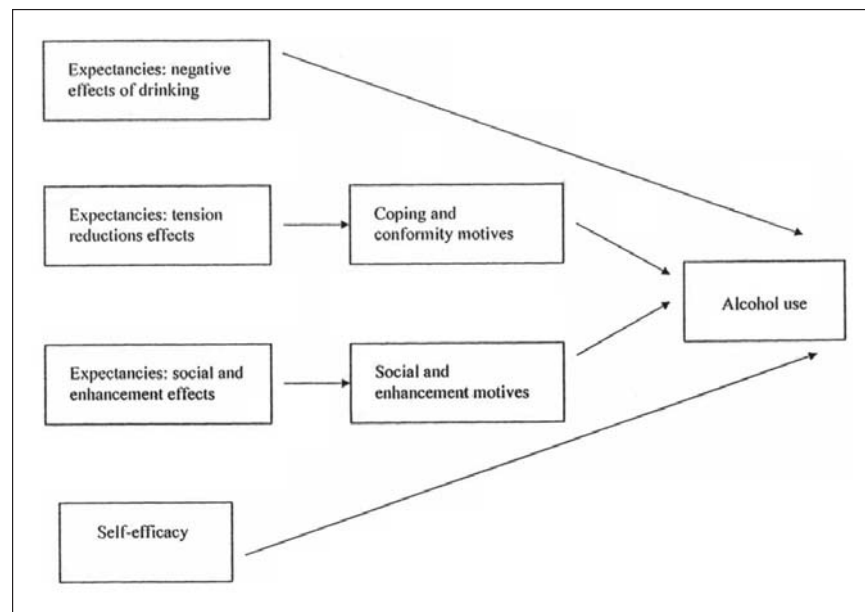 Expectancies: negative
effects of drinking
Expectancies: tension
reductions effects
Coping and
conformity motives
Alcohol use
Expectancies: social and
enhancement effects
Social and
enhancement motives
Self-efficacy